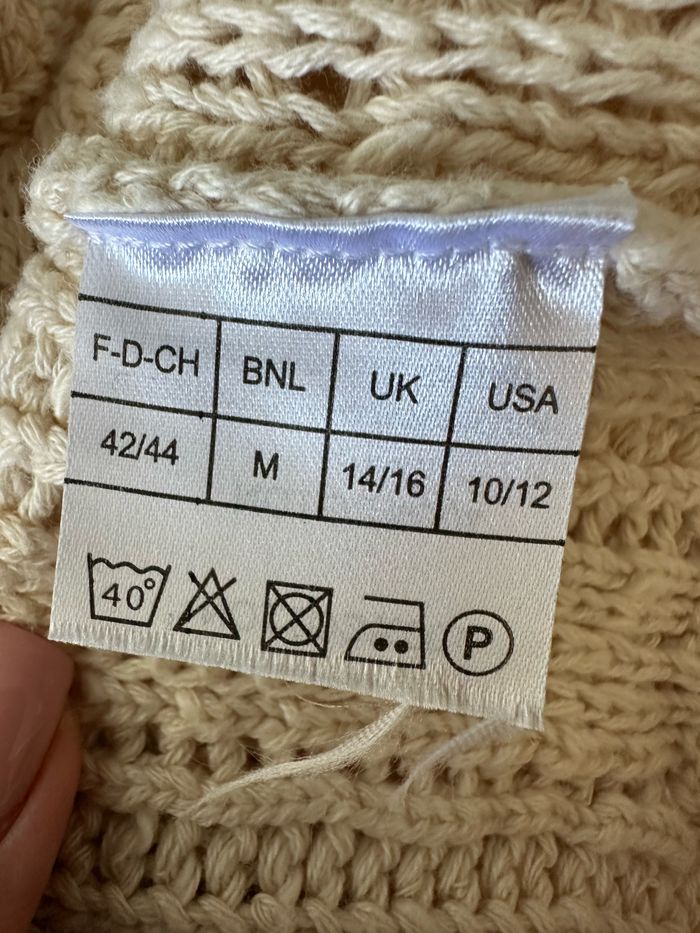 F-D-CH BNL UK USA
42/44 M 14/16 10/12
40° P